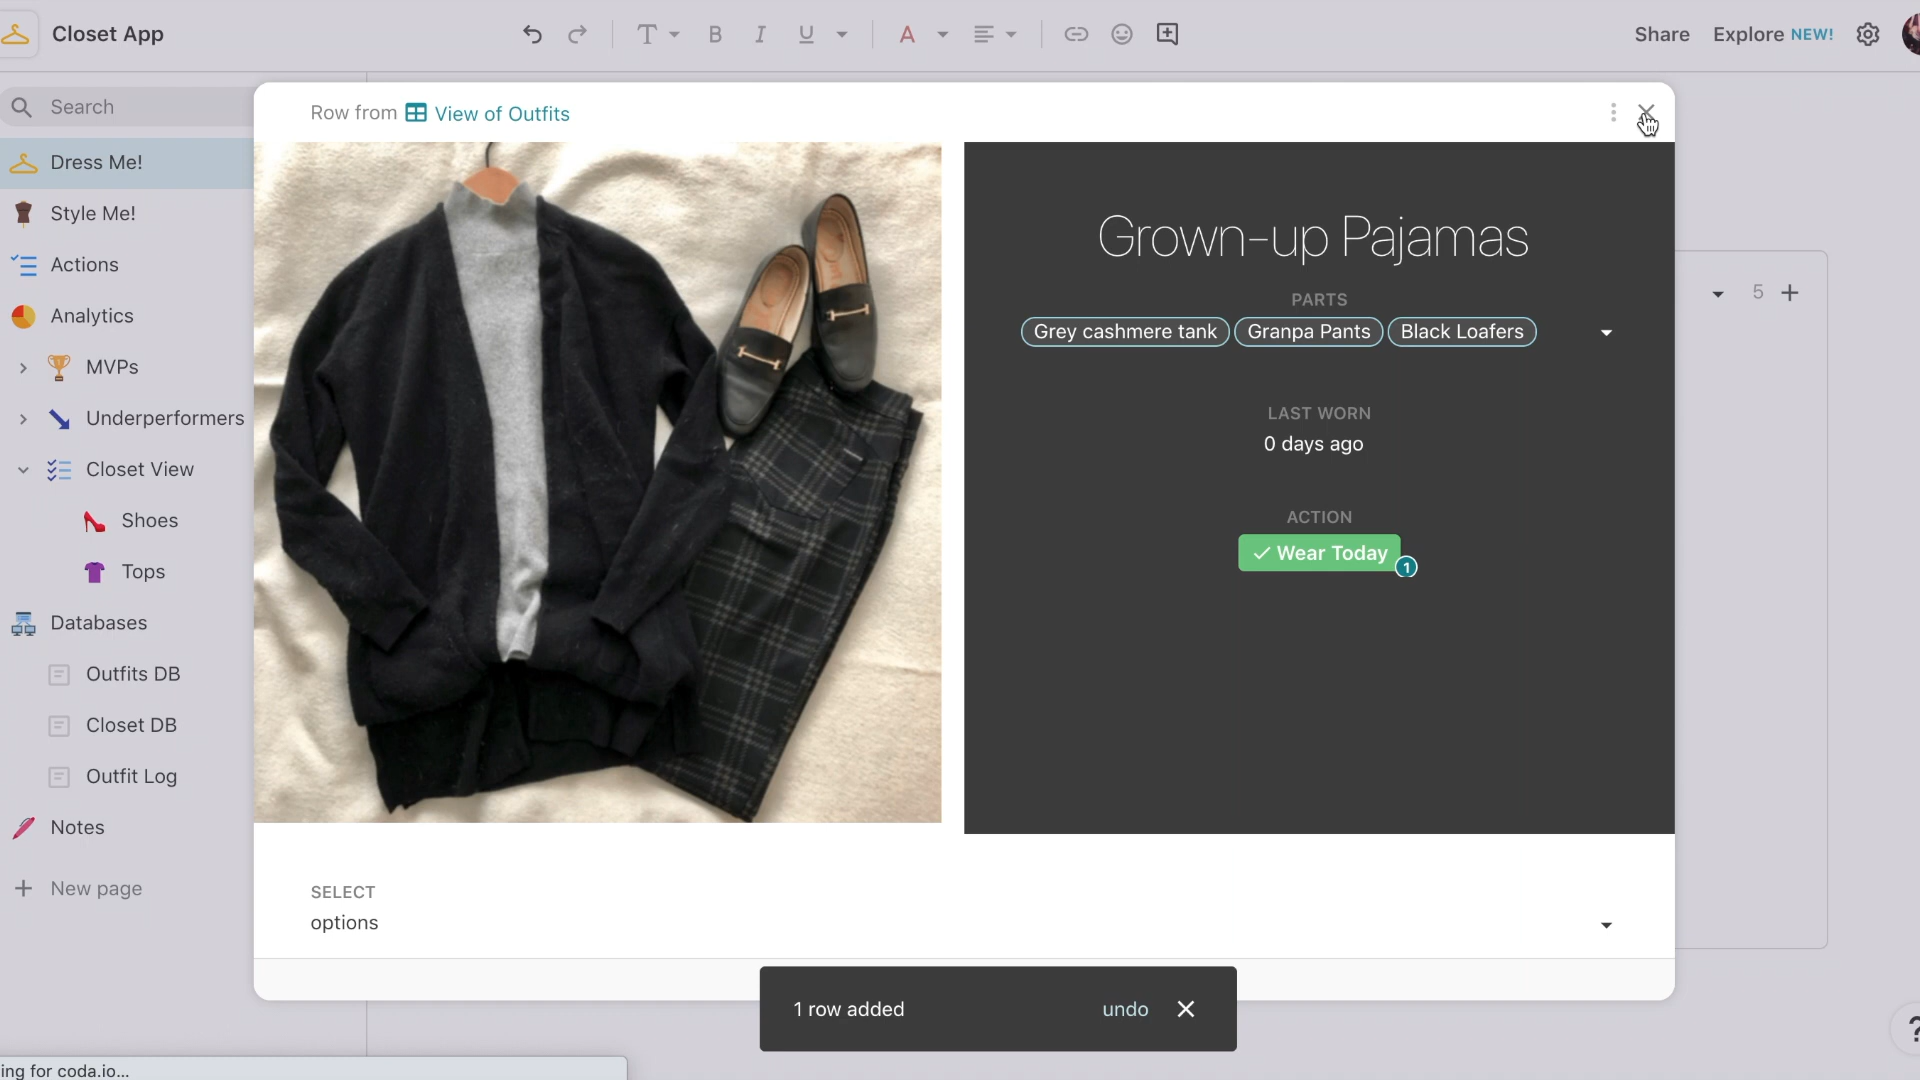 Closet App
T B I U A
Share Explore NEW!
Search
Row from View of Outfits
Dress Me!
Style Me!
Actions
Analytics
MVPs
Underperformers
Closet View
Shoes
Tops
Databases
Outfits DB
Closet DB
Outfit Log
Notes
New page
Grown-up Pajamas
PARTS
Grey cashmere tank Granpa Pants Black Loafers
LAST WORN
0 days ago
ACTION
Wear Today
1
5
SELECT
options
1 row added undo
?
ing for coda.io...